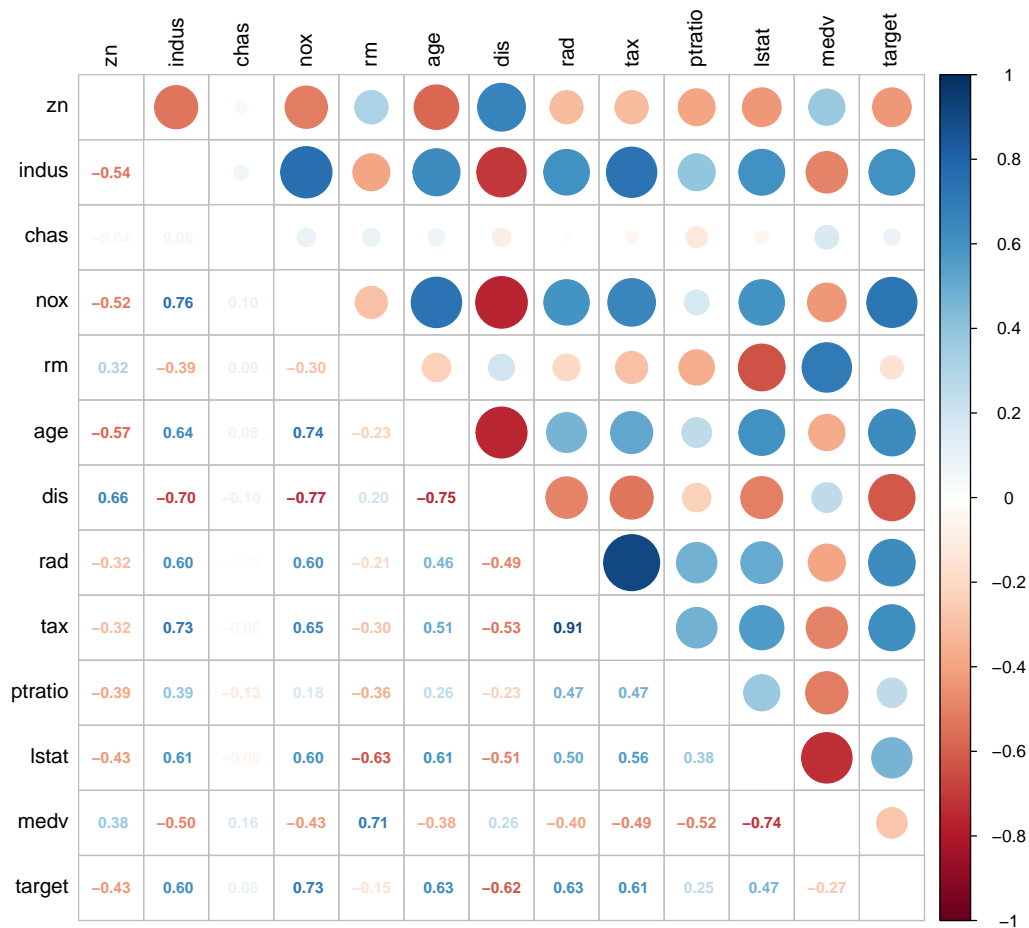 zn indus chas nox rm age dis rad tax ptratio lstat medv target
1
zn
0.8
indus −0.54
chas −0.04 0.06
0.6
nox −0.52 0.76 0.10
0.4
rm 0.32 −0.39 0.09 −0.30
0.2
age −0.57 0.64 0.08 0.74 −0.23
dis 0.66 −0.70 −0.10 −0.77 0.20 −0.75
0
rad −0.32 0.60 −0.02 0.60 −0.21 0.46 −0.49
−0.2
tax −0.32 0.73 −0.05 0.65 −0.30 0.51 −0.53 0.91
−0.4
ptratio −0.39 0.39 −0.13 0.18 −0.36 0.26 −0.23 0.47 0.47
−0.6
lstat −0.43 0.61 −0.05 0.60 −0.63 0.61 −0.51 0.50 0.56 0.38
medv 0.38 −0.50 0.16 −0.43 0.71 −0.38 0.26 −0.40 −0.49 −0.52 −0.74
−0.8
target −0.43 0.60 0.08 0.73 −0.15 0.63 −0.62 0.63 0.61 0.25 0.47 −0.27
−1